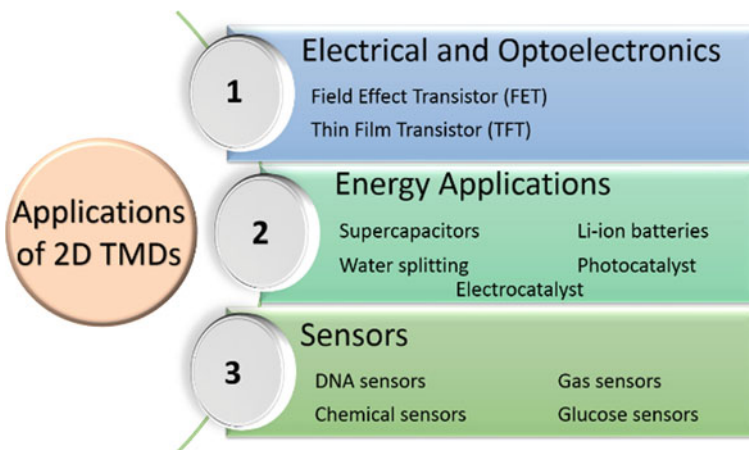 Applications
of 2D TMDs
1
Electrical and Optoelectronics
Field Effect Transistor (FET)
Thin Film Transistor (TFT)
2
Energy Applications
Supercapacitors Li-ion batteries
Water splitting Photocatalyst
Electrocatalyst
3
Sensors
DNA sensors Gas sensors
Chemical sensors Glucose sensors